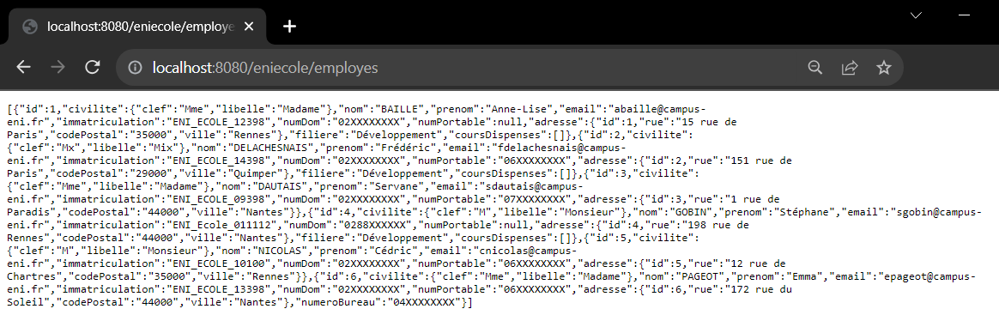 localhost:8080/eniecole/employe
localhost:8080/eniecole/employes
[{"id":1,"civilite":{"clef":"Mme","libelle":"Madame"},"nom":"BAILLE","prenom":"Anne-Lise","email":"abaille@campus-
eni.fr","immatriculation":"ENI_ECOLE_12398","numDom":"02XXXXXXXX","numPortable":null,"adresse":{"id":1,"rue":"15 rue de
Paris","codePostal":"35000","ville":"Rennes"},"filiere":"Développement","coursDispenses":[]},{"id":2,"civilite":
{"clef":"Mx","libelle":"Mix"},"nom":"DELACHESNAIS","prenom":"Frédéric","email":"fdelachesnais@campus-
eni.fr","immatriculation":"ENI_ECOLE_14398","numDom":"02XXXXXXXX","numPortable":"06XXXXXXXX","adresse":{"id":2,"rue":"151 rue de
Paris","codePostal":"29000","ville":"Quimper"},"filiere":"Développement","coursDispenses":[]},{"id":3,"civilite":
{"clef":"Mme","libelle":"Madame"},"nom":"DAUTAIS","prenom":"Servane","email":"sdautais@campus-
eni.fr","immatriculation":"ENI_ECOLE_09398","numDom":"02XXXXXXXX","numPortable":"07XXXXXXXX","adresse":{"id":3,"rue":"1 rue de
Paradis","codePostal":"44000","ville":"Nantes"}},{"id":4,"civilite":{"clef":"M","libelle":"Monsieur"},"nom":"GOBIN","prenom":"Stéphane","email":"sgobin@campus-
eni.fr","immatriculation":"ENI_Ecole_011112","numDom":"0288XXXXXX","numPortable":null,"adresse":{"id":4,"rue":"198 rue de
Rennes","codePostal":"44000","ville":"Nantes"},"filiere":"Développement","coursDispenses":[]},{"id":5,"civilite":
{"clef":"M","libelle":"Monsieur"},"nom":"NICOLAS","prenom":"Cédric","email":"cnicolas@campus-
eni.fr","immatriculation":"ENI_ECOLE_10100","numDom":"02XXXXXXXX","numPortable":"06XXXXXXXX","adresse":{"id":5,"rue":"12 rue de
Chartres","codePostal":"35000","ville":"Rennes"}},{"id":6,"civilite":{"clef":"Mme","libelle":"Madame"},"nom":"PAGEOT","prenom":"Emma","email":"epageot@campus-
eni.fr","immatriculation":"ENI_ECOLE_13398","numDom":"02XXXXXXXX","numPortable":"06XXXXXXXX","adresse":{"id":6,"rue":"172 rue du
Soleil","codePostal":"44000","ville":"Nantes"},"numeroBureau":"04XXXXXXXX"}]